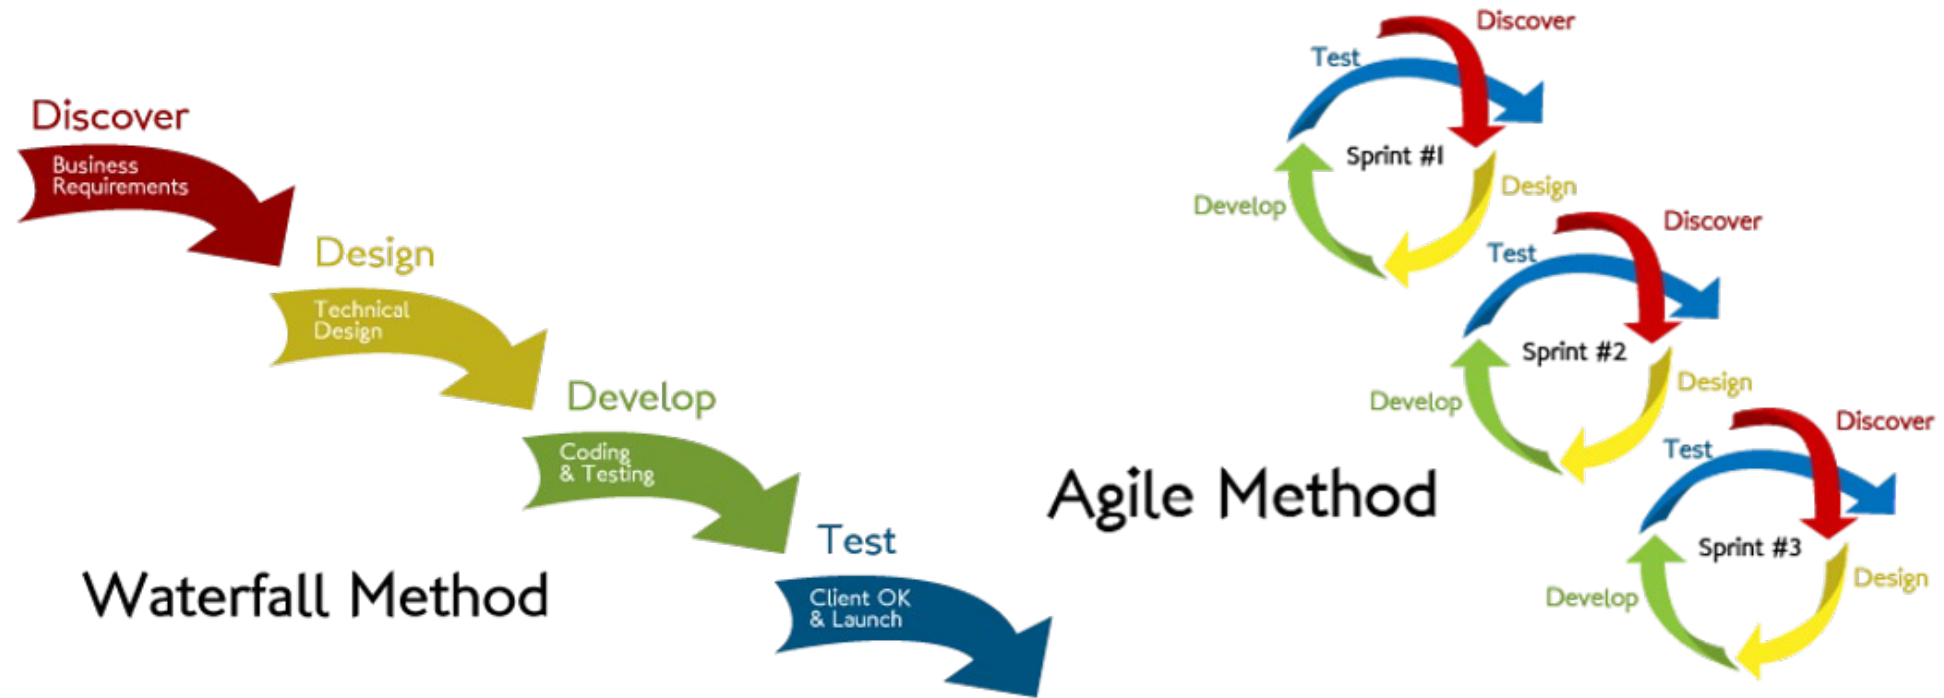 Discover
Business
Requirements
Design
Technical
Design
Develop
Coding
& Testing
Test
Client OK
& Launch
Waterfall Method
Discover
Test
Sprint #1
Design
Develop
Discover
Test
Sprint #2
Design
Develop
Discover
Test
Sprint #3
Design
Develop
Agile Method